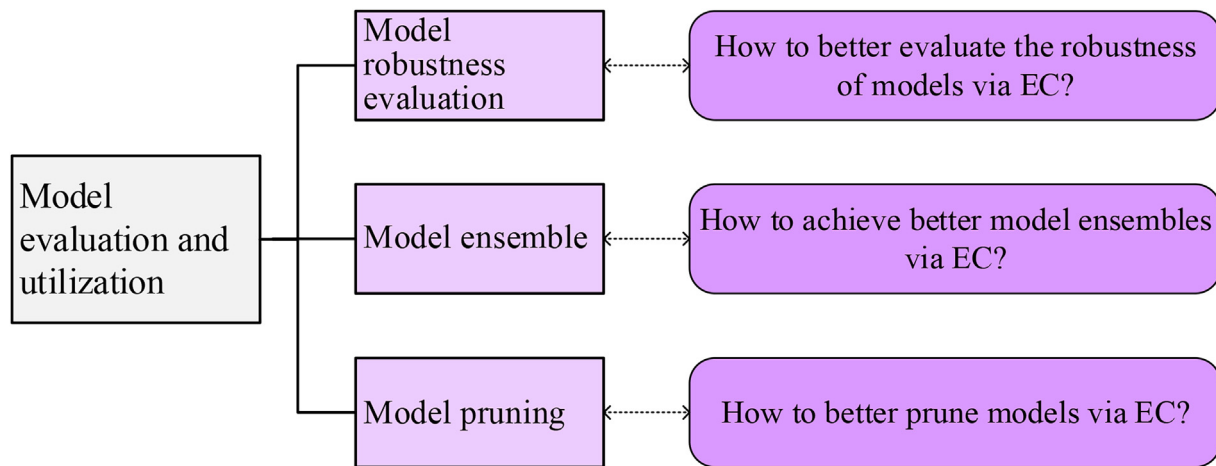 Model
robustness
evaluation
How to better evaluate the robustness
of models via EC?
Model
evaluation and
utilization
Model ensemble
How to achieve better model ensembles
via EC?
Model pruning
How to better prune models via EC?